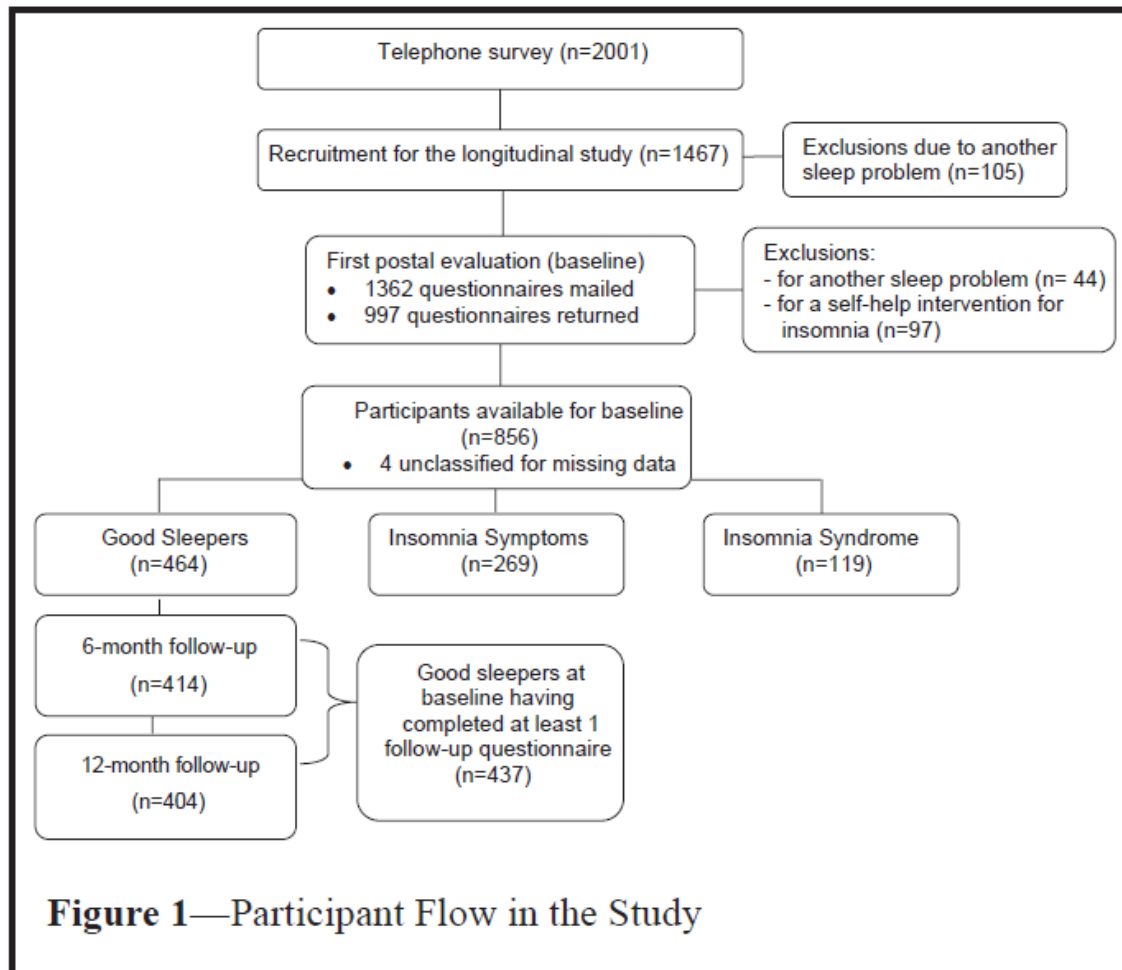 Telephone survey (n=2001)
Recruitment for the longitudinal study (n=1467)
Exclusions due to another
sleep problem (n=105)
First postal evaluation (baseline)
• 1362 questionnaires mailed
• 997 questionnaires returned
Exclusions:
- for another sleep problem (n= 44)
- for a self-help intervention for
insomnia (n=97)
Participants available for baseline
(n=856)
• 4 unclassified for missing data
Good Sleepers
(n=464)
Insomnia Symptoms
(n=269)
Insomnia Syndrome
(n=119)
6-month follow-up
(n=414)
12-month follow-up
(n=404)
Good sleepers at
baseline having
completed at least 1
follow-up questionnaire
(n=437)
Figure 1—Participant Flow in the Study